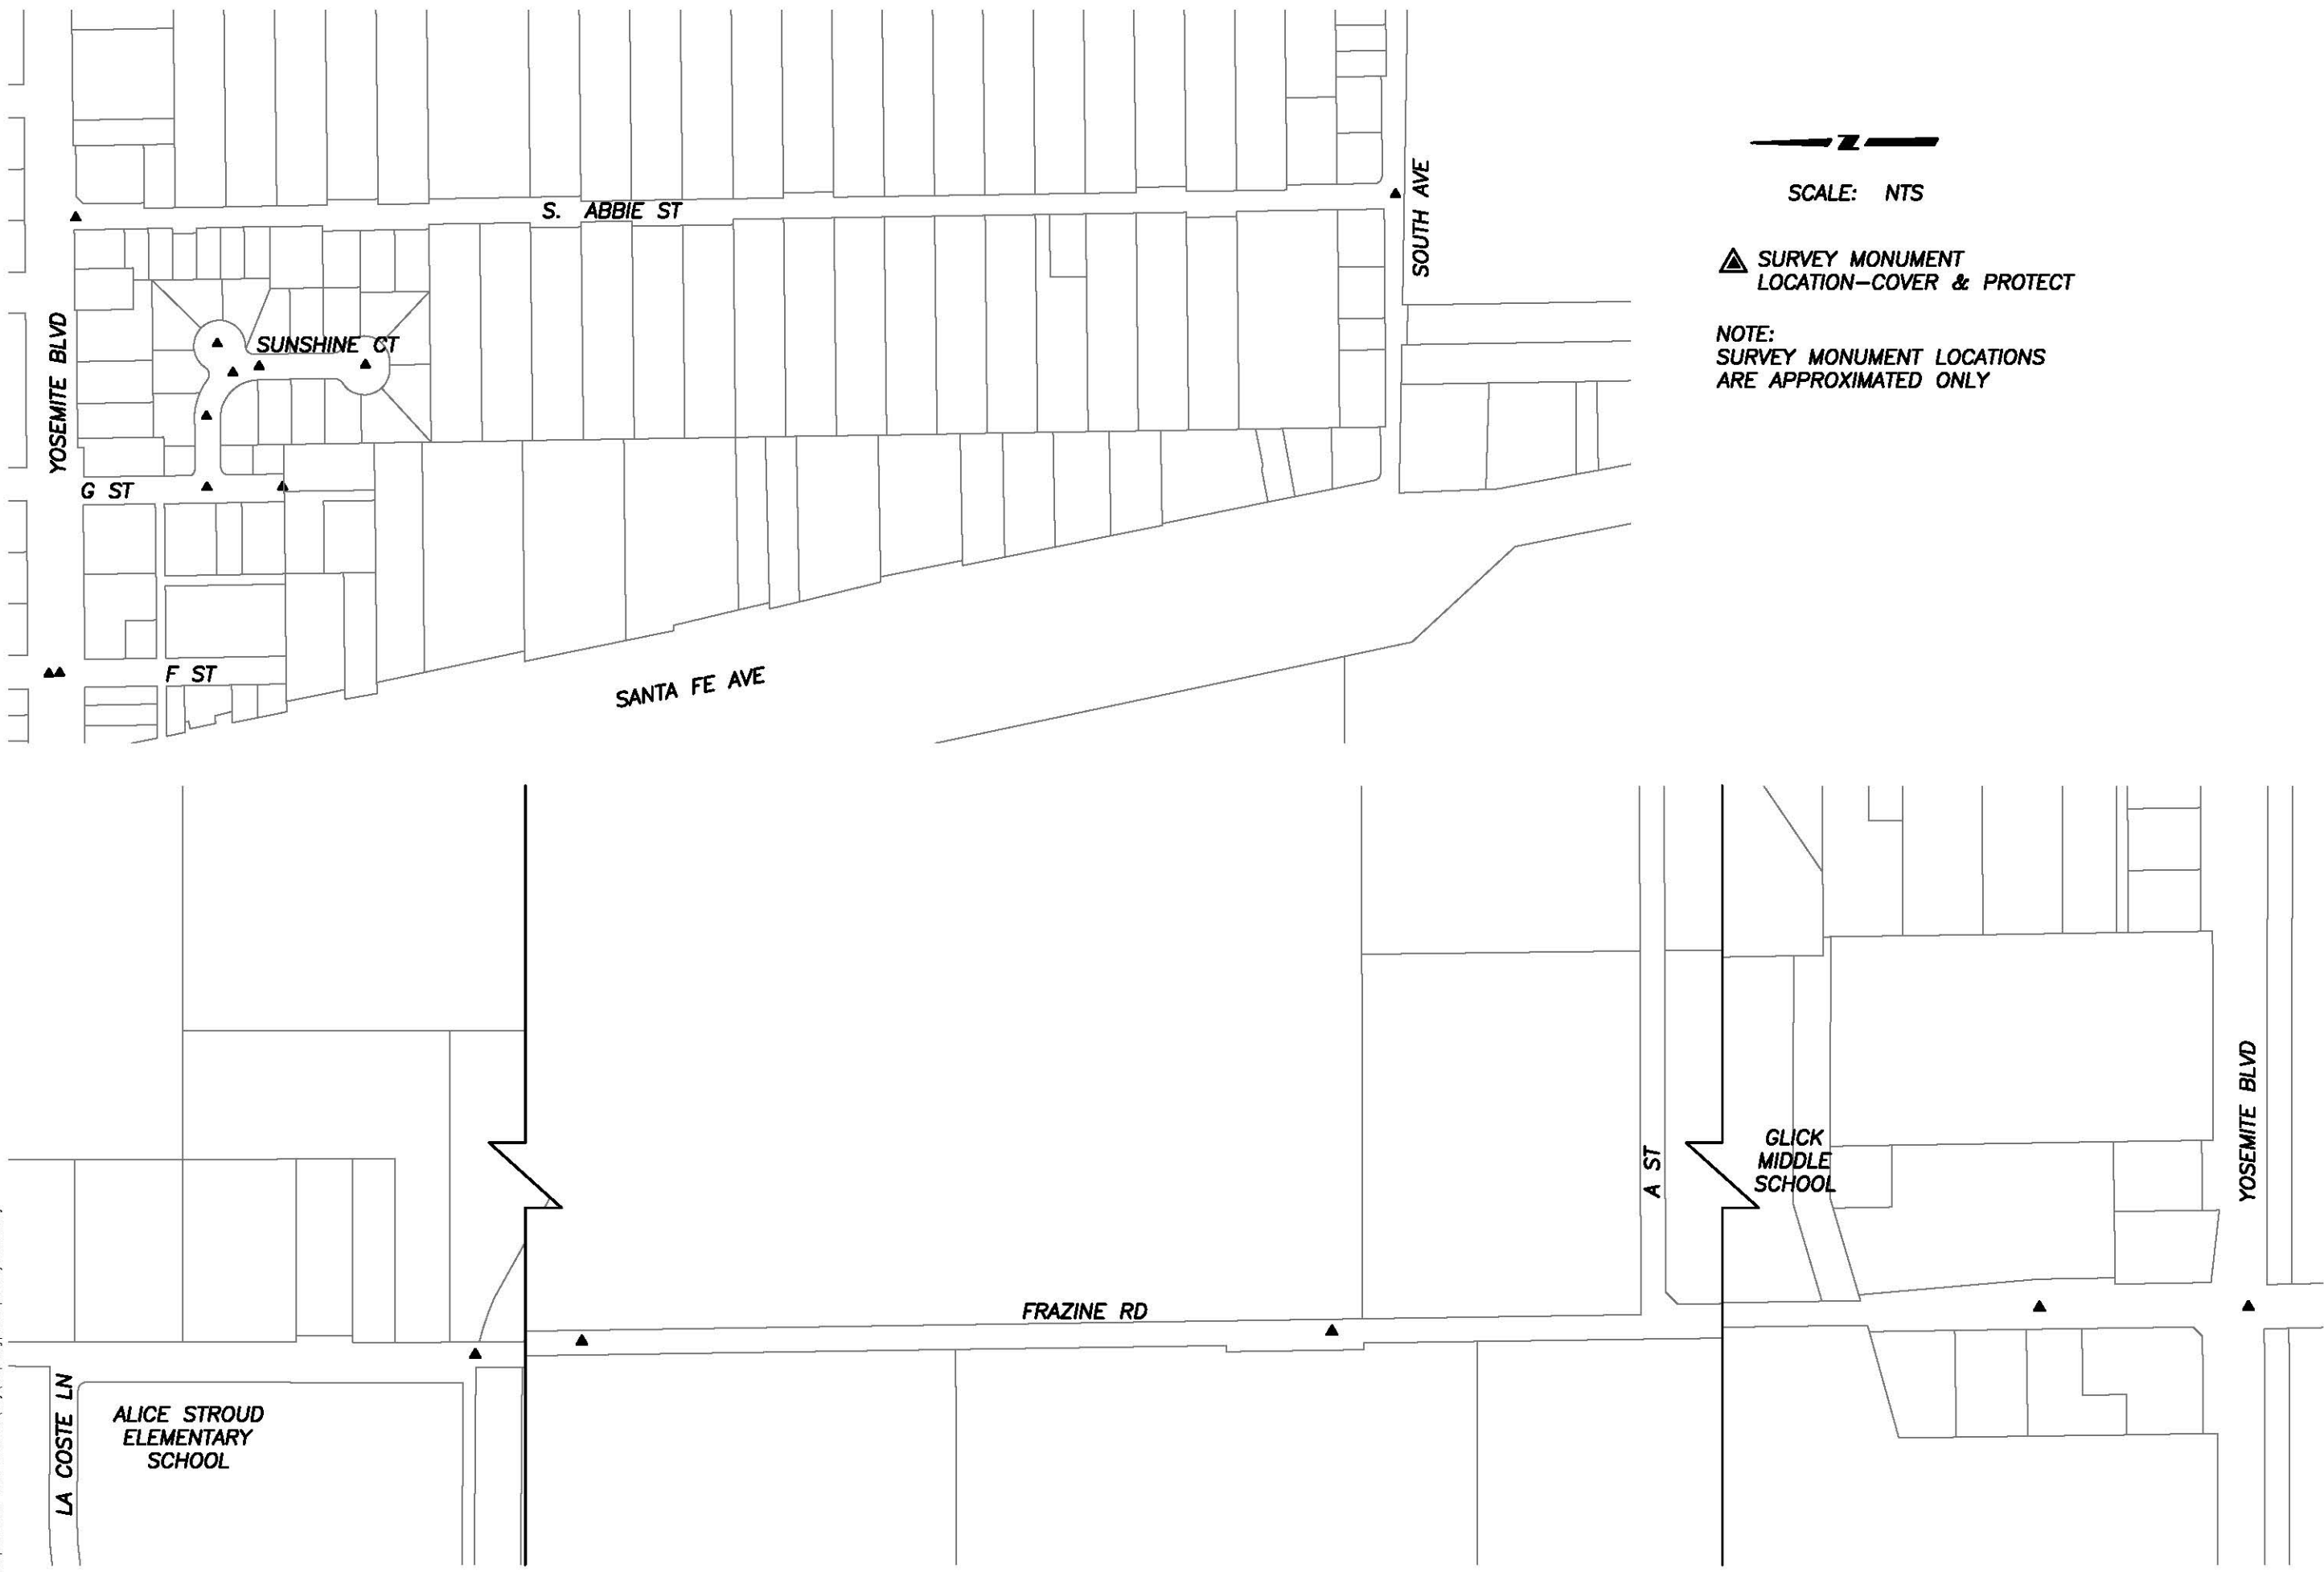 Z
SCALE: NTS
SURVEY MONUMENT
LOCATION-COVER & PROTECT
NOTE:
SURVEY MONUMENT LOCATIONS
ARE APPROXIMATED ONLY
S. ABBIE ST
SOUTH AVE
SUNSHINE CT
YOSEMITE BLVD
G ST
F ST
SANTA FE AVE
A ST
GLICK
MIDDLE
SCHOOL
YOSEMITE BLVD
FRAZINE RD
LA COSTE LN
ALICE STROUD
ELEMENTARY
SCHOOL